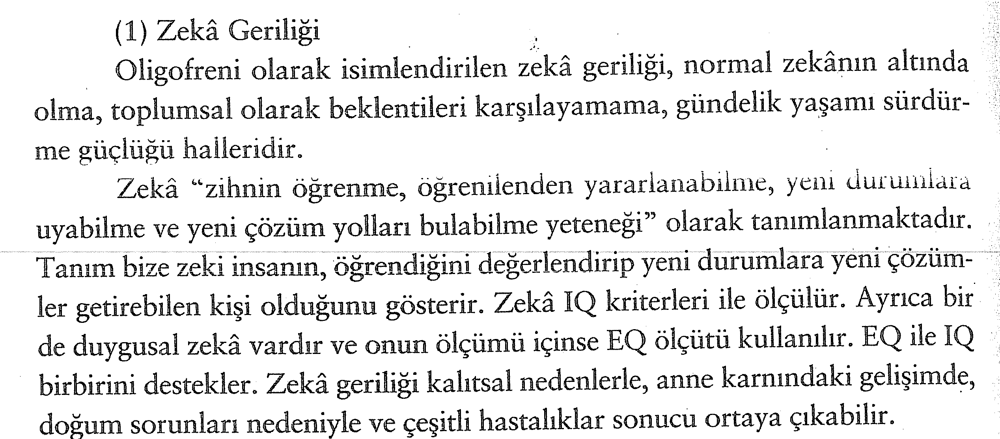 (1) Zekâ Geriliği
Oligofreni olarak isimlendirilen zekâ geriliği, normal zekânın altında
olma, toplumsal olarak beklentileri karşılayamama, gündelik yaşamı sürdür-
me güçlüğü halleridir.
Zekâ “zihnin öğrenme, öğrenilenden yararlanabilme, yeni durumlara
uyabilme ve yeni çözüm yolları bulabilme yeteneği” olarak tanımlanmaktadır.
Tanım bize zeki insanın, öğrendiğini değerlendirip yeni durumlara yeni çözüm-
ler getirebilen kişi olduğunu gösterir. Zekâ IQ kriterleri ile ölçülür. Ayrıca bir
de duygusal zekâ vardır ve onun ölçümü içinse EQ ölçütü kullanılır. EQ ile IQ
birbirini destekler. Zekâ geriliği kalıtsal nedenlerle, anne karnındaki gelişimde,
doğum sorunları nedeniyle ve çeşitli hastalıklar sonucu ortaya çıkabilir.